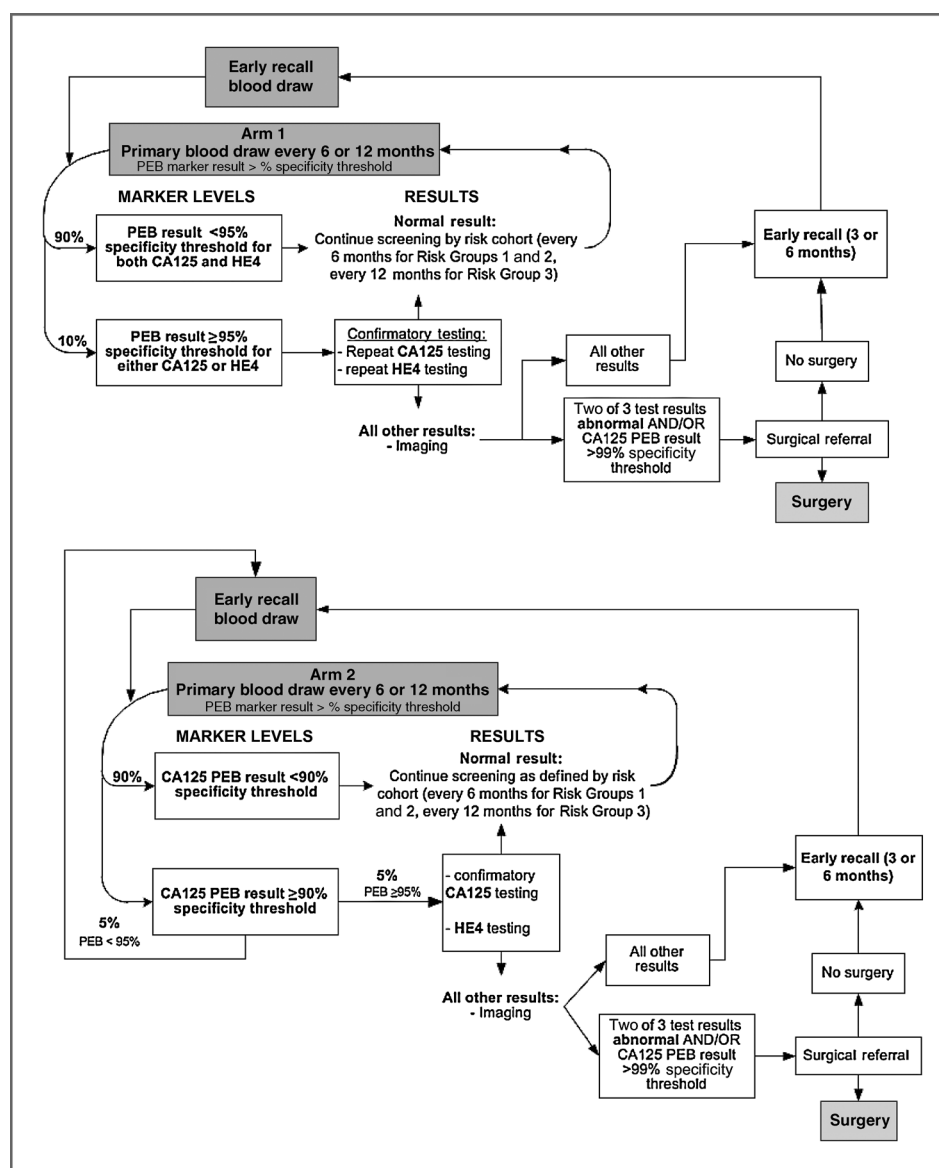 Early recall
blood draw
Arm 1
Primary blood draw every 6 or 12 months
PEB marker result > % specificity threshold
MARKER LEVELS
RESULTS
90%
PEB result <95%
specificity threshold for
both CA125 and HE4
Normal result:
Continue screening by risk cohort (every
6 months for Risk Groups 1 and 2,
every 12 months for Risk Group 3)
Early recall (3 or
6 months)
10%
PEB result ≥95%
specificity threshold for
either CA125 or HE4
Confirmatory testing:
- Repeat CA125 testing
- repeat HE4 testing
All other
results
No surgery
All other results:
- Imaging
Two of 3 test results
abnormal AND/OR
CA125 PEB result
>99% specificity
threshold
Surgical referral
Surgery
Early recall
blood draw
Arm 2
Primary blood draw every 6 or 12 months
PEB marker result > % specificity threshold
MARKER LEVELS
RESULTS
90%
CA125 PEB result <90%
specificity threshold
Normal result:
Continue screening as defined by risk
cohort (every 6 months for Risk Groups 1
and 2, every 12 months for Risk Group 3)
Early recall (3 or
6 months)
5%
PEB < 95%
CA125 PEB result ≥90%
specificity threshold
5%
PEB ≥95%
- confirmatory
CA125 testing
- HE4 testing
All other
results
No surgery
All other results:
- Imaging
Two of 3 test results
abnormal AND/OR
CA125 PEB result
>99% specificity
threshold
Surgical referral
Surgery